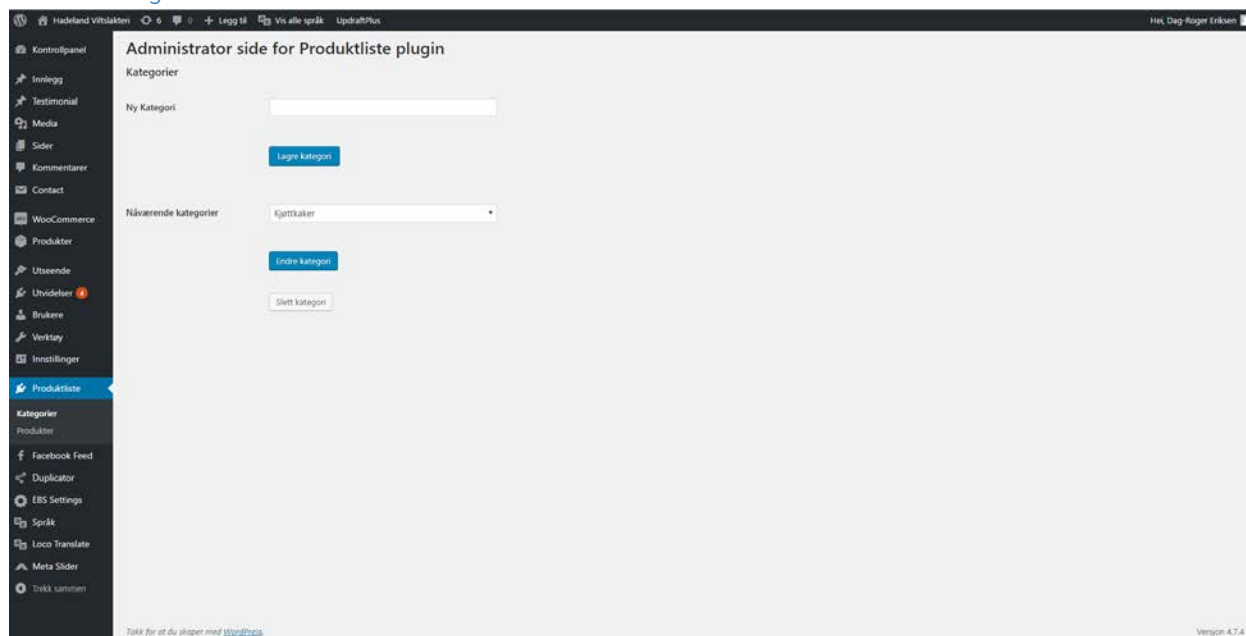 Hadeland Viltslakteri 6 0 Legg til Vis alle språk UpdraftPlus Hei, Dag-Roger Eriksen
Kontrollpanel
Innlegg
Testimonial
Media
Sider
Kommentarer
Contact
WooCommerce
Produkter
Utseende
Utvidelser 4
Brukere
Verktøy
Innstillinger
Produktliste
Kategorier
Produkter
Facebook Feed
Duplicator
EBS Settings
Språk
Loco Translate
Meta Slider
Trekk sammen
Administrator side for Produktliste plugin
Kategorier
Ny Kategori
Lagre kategori
Nåværende kategorier Kjøttkaker
Endre kategori
Slett kategori
Takk for at du skaper med WordPress.
Versjon 4.7.4